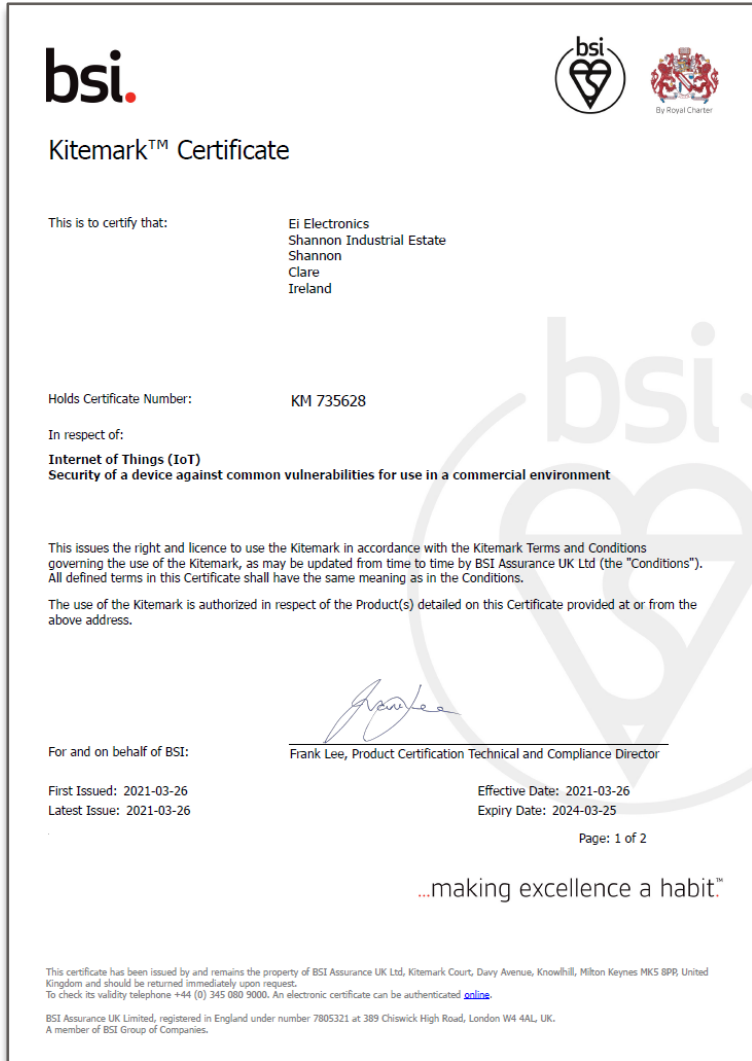 bsi.
bsi
By Royal Charter
Kitemark™ Certificate
This is to certify that:
Ei Electronics
Shannon Industrial Estate
Shannon
Clare
Ireland
bsi
Holds Certificate Number:
KM 735628
In respect of:
Internet of Things (IoT)
Security of a device against common vulnerabilities for use in a commercial environment
This issues the right and licence to use the Kitemark in accordance with the Kitemark Terms and Conditions
governing the use of the Kitemark, as may be updated from time to time by BSI Assurance UK Ltd (the "Conditions").
All defined terms in this Certificate shall have the same meaning as in the Conditions.
The use of the Kitemark is authorized in respect of the Product(s) detailed on this Certificate provided at or from the
above address.
For and on behalf of BSI:
Frank Lee, Product Certification Technical and Compliance Director
First Issued: 2021-03-26
Effective Date: 2021-03-26
Latest Issue: 2021-03-26
Expiry Date: 2024-03-25
Page: 1 of 2
...making excellence a habit.™
This certificate has been issued by and remains the property of BSI Assurance UK Ltd, Kitemark Court, Davy Avenue, Knowlhill, Milton Keynes MK5 8PP, United
Kingdom and should be returned immediately upon request.
To check its validity telephone +44 (0) 345 080 9000. An electronic certificate can be authenticated online.
BSI Assurance UK Limited, registered in England under number 7805321 at 389 Chiswick High Road, London W4 4AL, UK.
A member of BSI Group of Companies.